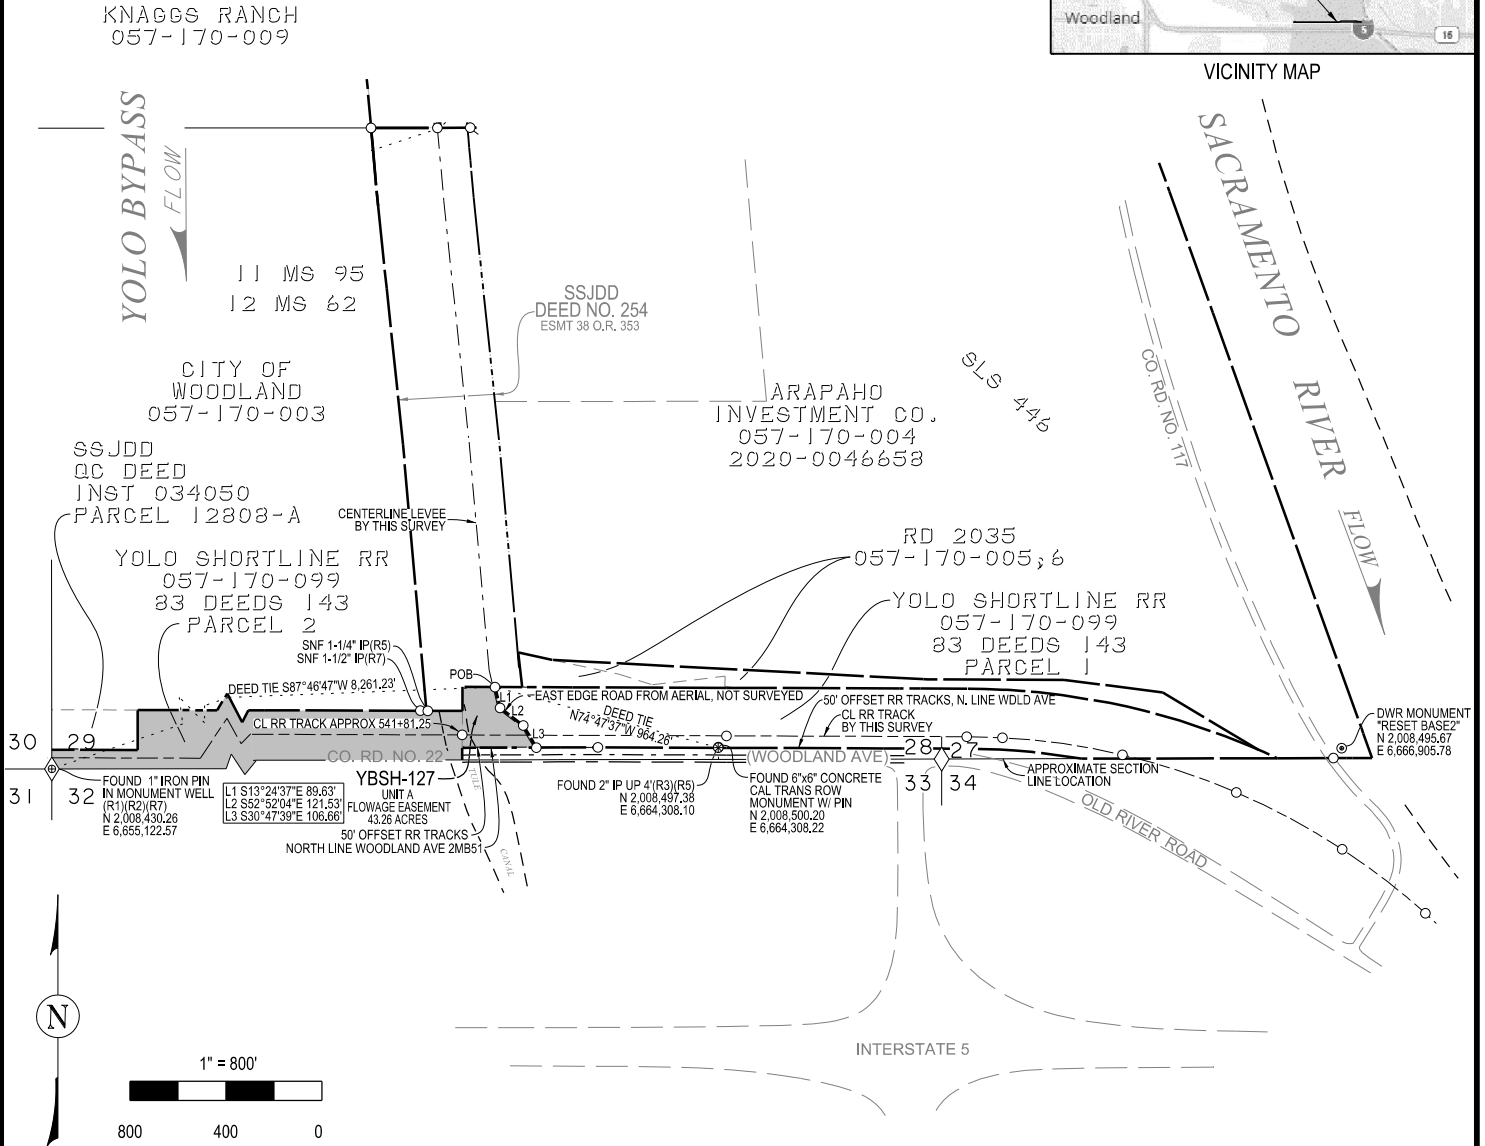 KNAGGS RANCH
057-170-009
Woodland
5
16
VICINITY MAP
YOLO BYPASS
FLOW
SACRAMENTO RIVER
FLOW
11 MS 95
12 MS 62
SSJDD
DEED NO. 254
ESMT 38 O.R. 353
CITY OF
WOODLAND
057-170-003
ARAPAHO
INVESTMENT CO.
057-170-004
2020-0046658
SLS 446
CO. RD. NO. 117
SSJDD
QC DEED
INST 034050
PARCEL 12808-A
CENTERLINE LEVEE
BY THIS SURVEY
RD 2035
057-170-005;6
YOLO SHORTLINE RR
057-170-099
83 DEEDS 143
PARCEL 2
YOLO SHORTLINE RR
057-170-099
83 DEEDS 143
PARCEL 1
SNF 1-1/4" IP(R5)
SNF 1-1/2" IP(R7)
POB
DEED TIE S87°46'47"W 8,261.23'
L1
L2
L3
EAST EDGE ROAD FROM AERIAL, NOT SURVEYED
50' OFFSET RR TRACKS, N. LINE WDLD AVE
DEED TIE
N74°47'37"W 964.26'
CL RR TRACK
BY THIS SURVEY
CL RR TRACK APPROX 541+81.25
DWR MONUMENT
"RESET BASE2"
N 2,008,495.67
E 6,666,905.78
30
29
28
27
CO. RD. NO. 22
(WOODLAND AVE)
31
32
33
34
FOUND 1" IRON PIN
IN MONUMENT WELL
(R1)(R2)(R7)
N 2,008,430.26
E 6,655,122.57
L1 S13°24'37"E 89.63'
L2 S52°52'04"E 121.53'
L3 S30°47'39"E 106.66'
YBSH-127
UNIT A
FLOWAGE EASEMENT
43.26 ACRES
50' OFFSET RR TRACKS
NORTH LINE WOODLAND AVE 2MB51
TULE
CANAL
FOUND 2" IP UP 4'(R3)(R5)
N 2,008,497.38
E 6,664,308.10
FOUND 6"x6" CONCRETE
CAL TRANS ROW
MONUMENT W/ PIN
N 2,008,500.20
E 6,664,308.22
APPROXIMATE SECTION
LINE LOCATION
OLD RIVER ROAD
INTERSTATE 5
N
1" = 800'
800
400
0